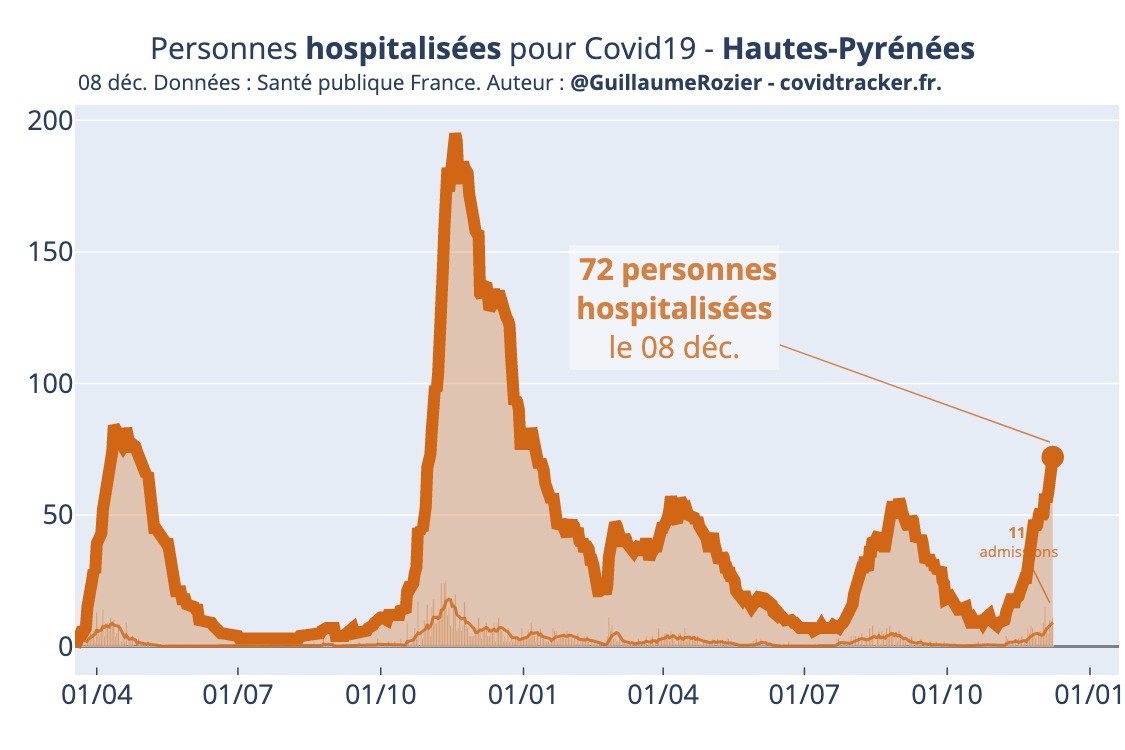 Personnes hospitalisées pour Covid19 - Hautes-Pyrénées
08 déc. Données : Santé publique France. Auteur : @GuillaumeRozier - covidtracker.fr.
200
150
72 personnes
hospitalisées
le 08 déc.
100
50
11
admissions
0
01/04 01/07 01/10 01/01 01/04 01/07 01/10 01/01